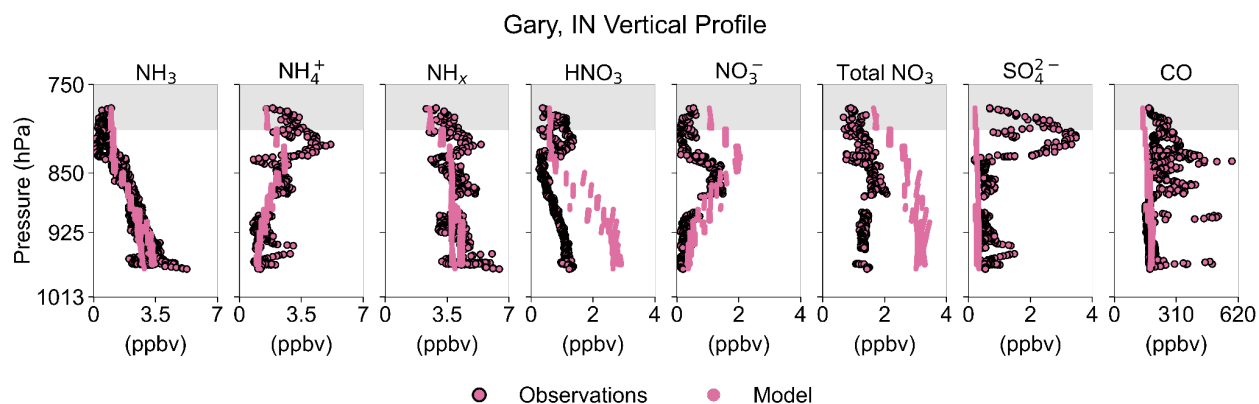 Gary, IN Vertical Profile
NH₃ NH₄⁺ NHₓ HNO₃ NO₃⁻ Total NO₃ SO₄²⁻ CO
750
850
925
1013
Pressure (hPa)
0 3.5 7 0 3.5 7 0 3.5 7 0 2 4 0 2 4 0 2 4 0 2 4 0 310 620
(ppbv) (ppbv) (ppbv) (ppbv) (ppbv) (ppbv) (ppbv) (ppbv)
Observations Model